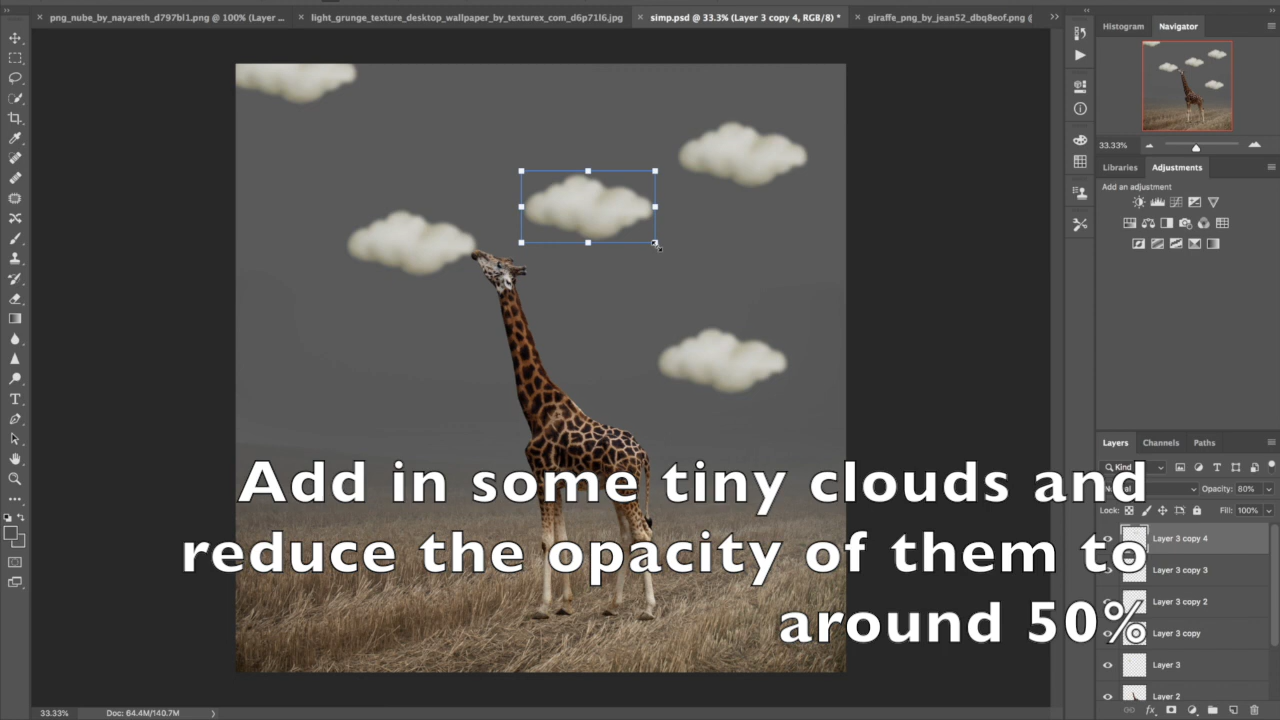 png_nube_by_nayareth_d797bl1.png @ 100% (Layer ...
light_grunge_texture_desktop_wallpaper_by_texturex_com_d6p71l6.jpg
simp.psd @ 33.3% (Layer 3 copy 4, RGB/8) *
giraffe_png_by_jean52_dbq8eof.png (
Histogram Navigator
33.33%
Libraries Adjustments
Add an adjustment
Layers Channels Paths
Kind
Opacity: 80%
Lock: Fill: 100%
Layer 3 copy 4
Layer 3 copy 3
Layer 3 copy 2
Layer 3 copy
Layer 3
Layer 2
Add in some tiny clouds and
reduce the opacity of them to
around 50%
33.33% Doc: 64.4M/140.7M